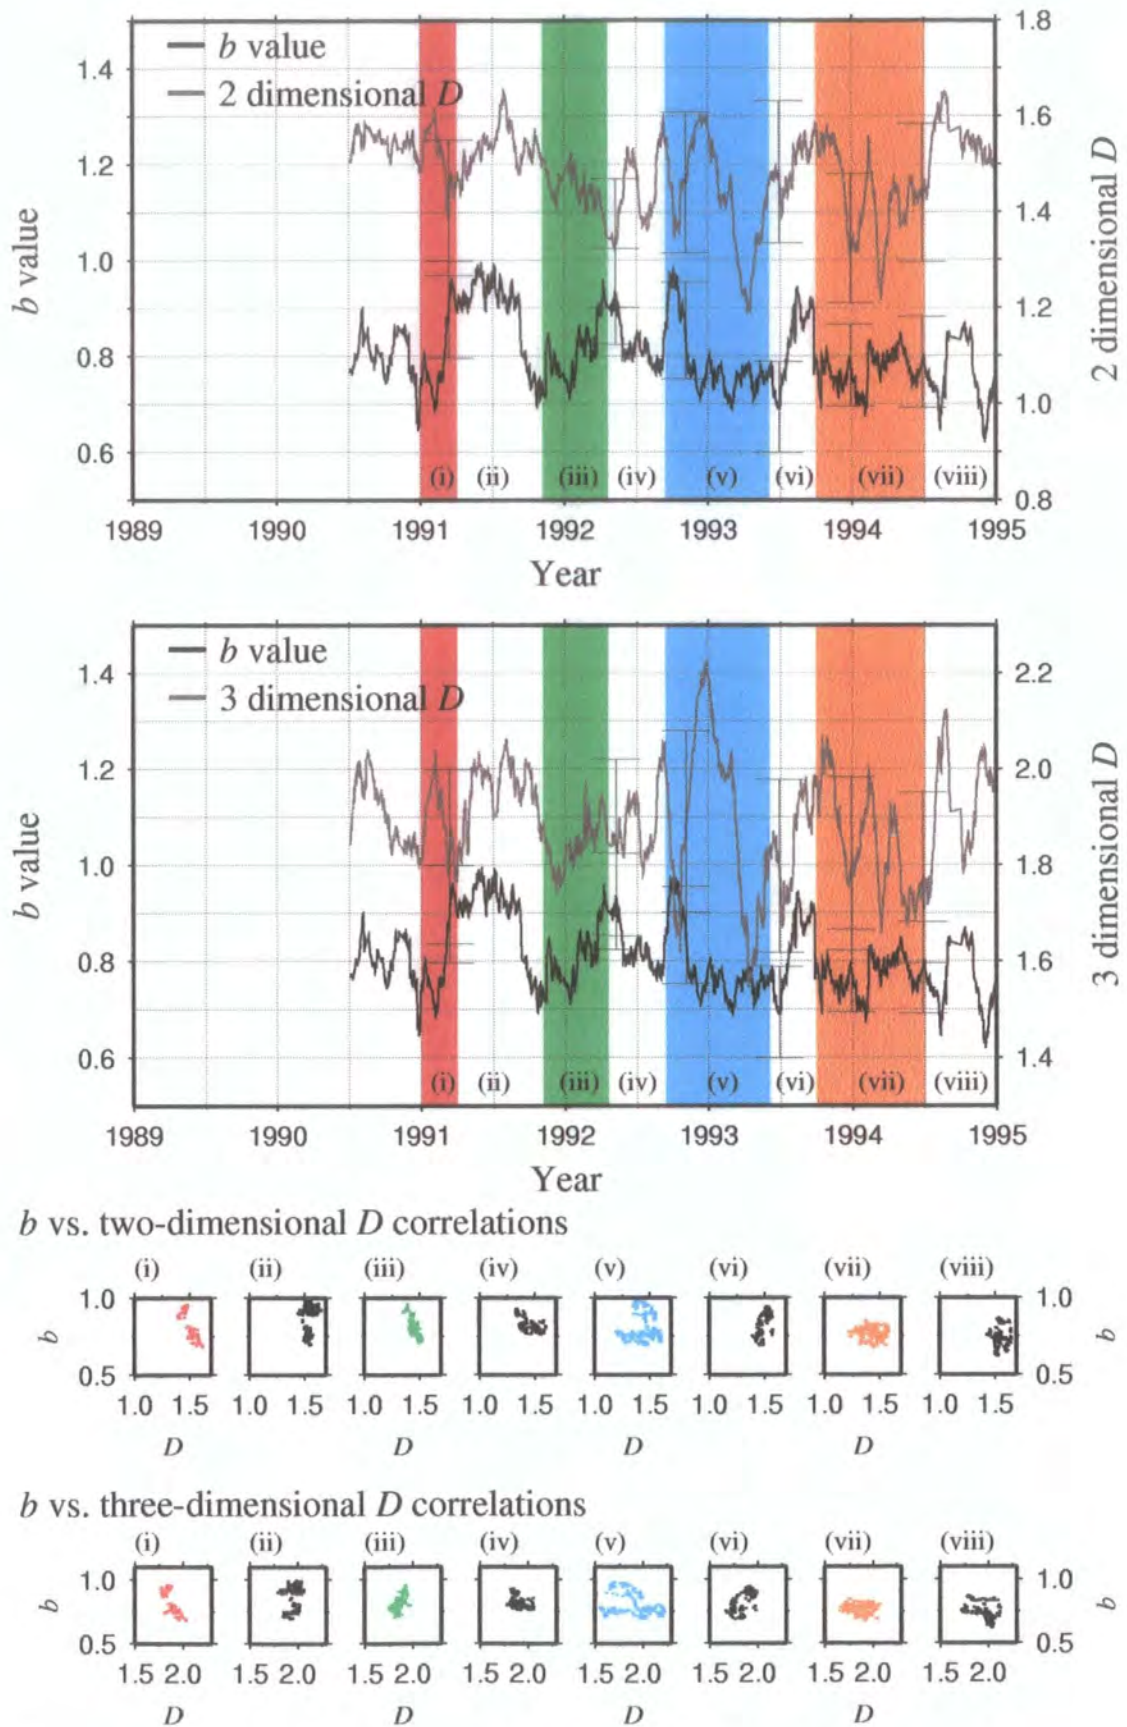 b value
2 dimensional D
1.8
1.6
1.4
1.2
1.0
0.8
2 dimensional D
1.4
1.2
1.0
0.8
0.6
b value
(i) (ii) (iii) (iv) (v) (vi) (vii) (viii)
1989 1990 1991 1992 1993 1994 1995
Year
b value
3 dimensional D
2.2
2.0
1.8
1.6
1.4
3 dimensional D
1.4
1.2
1.0
0.8
0.6
b value
(i) (ii) (iii) (iv) (v) (vi) (vii) (viii)
1989 1990 1991 1992 1993 1994 1995
Year
b vs. two-dimensional D correlations
(i) (ii) (iii) (iv) (v) (vi) (vii) (viii)
1.0 1.0
b b
0.5 0.5
1.0 1.5 1.0 1.5 1.0 1.5 1.0 1.5 1.0 1.5 1.0 1.5 1.0 1.5 1.0 1.5
D D D D
b vs. three-dimensional D correlations
(i) (ii) (iii) (iv) (v) (vi) (vii) (viii)
1.0 1.0
b b
0.5 0.5
1.5 2.0 1.5 2.0 1.5 2.0 1.5 2.0 1.5 2.0 1.5 2.0 1.5 2.0 1.5 2.0
D D D D